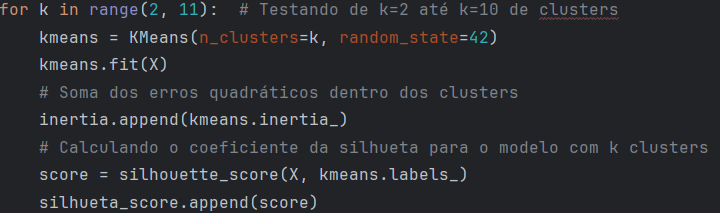 for k in range(2, 11):  # Testando de k=2 até k=10 de clusters
    kmeans = KMeans(n_clusters=k, random_state=42)
    kmeans.fit(X)
    # Soma dos erros quadráticos dentro dos clusters
    inertia.append(kmeans.inertia_)
    # Calculando o coeficiente da silhueta para o modelo com k clusters
    score = silhouette_score(X, kmeans.labels_)
    silhueta_score.append(score)